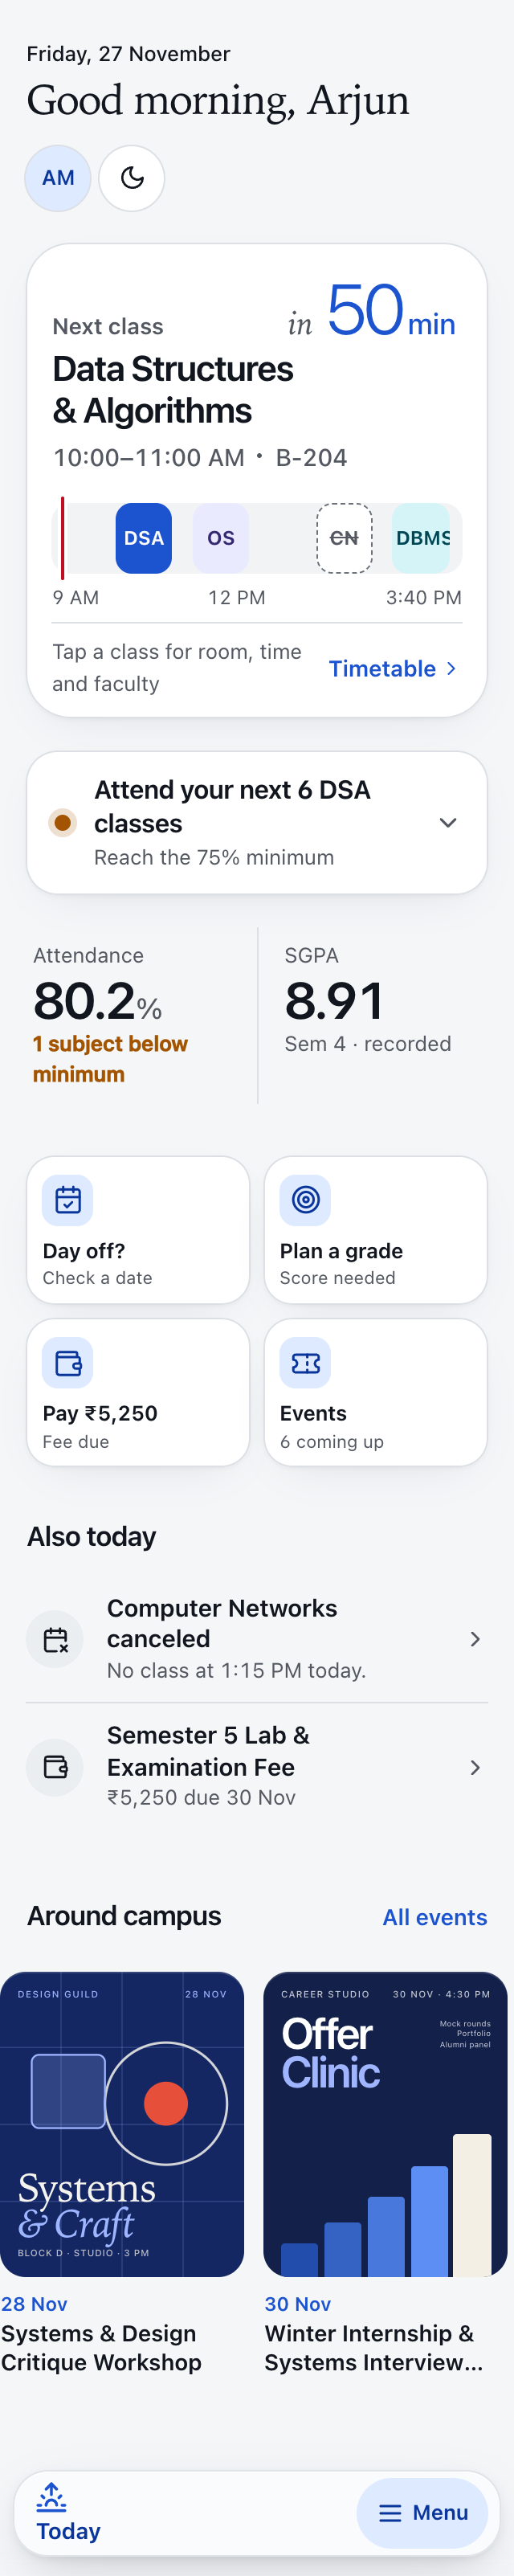 Friday, 27 November
Good morning, Arjun
AM
Next class
in 50 min
Data Structures
& Algorithms
10:00–11:00 AM • B-204
DSA
OS
CN
DBMS
9 AM
12 PM
3:40 PM
Tap a class for room, time
and faculty
Timetable
Attend your next 6 DSA
classes
Reach the 75% minimum
Attendance
80.2%
1 subject below
minimum
SGPA
8.91
Sem 4 · recorded
Day off?
Check a date
Plan a grade
Score needed
Pay ₹5,250
Fee due
Events
6 coming up
Also today
Computer Networks
canceled
No class at 1:15 PM today.
Semester 5 Lab &
Examination Fee
₹5,250 due 30 Nov
Around campus
All events
DESIGN GUILD
28 NOV
Systems
& Craft
BLOCK D · STUDIO · 3 PM
28 Nov
Systems & Design
Critique Workshop
CAREER STUDIO
30 NOV · 4:30 PM
Offer
Clinic
Mock rounds
Portfolio
Alumni panel
30 Nov
Winter Internship &
Systems Interview...
Today
Menu